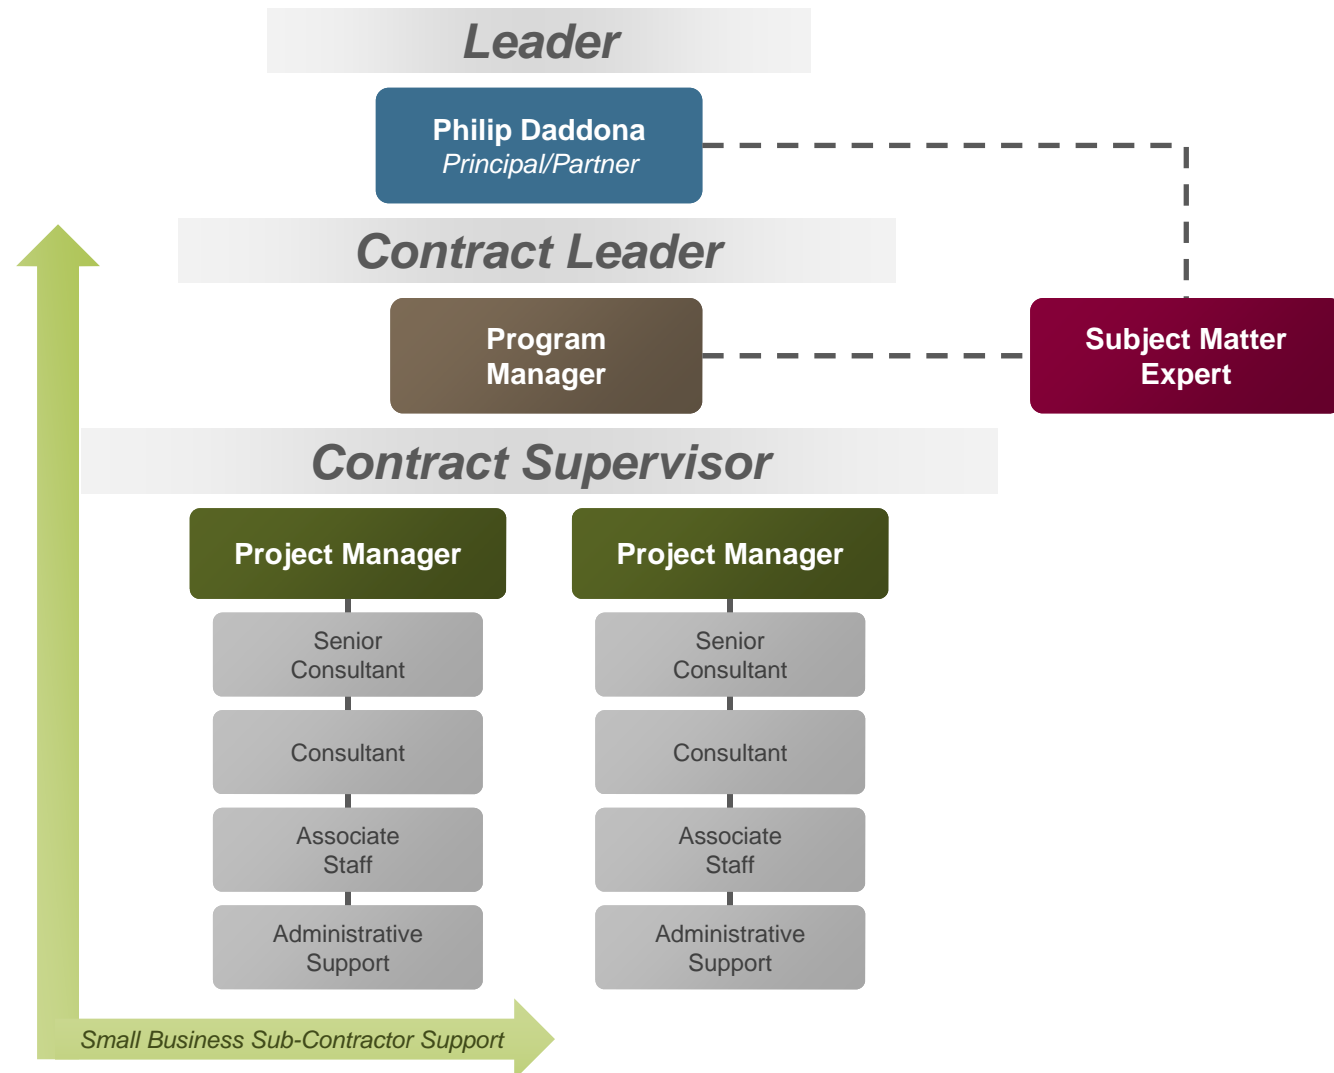 Leader
Philip Daddona
Principal/Partner
Contract Leader
Program
Manager
Subject Matter
Expert
Contract Supervisor
Project Manager
Senior
Consultant
Consultant
Associate
Staff
Administrative
Support
Project Manager
Senior
Consultant
Consultant
Associate
Staff
Administrative
Support
Small Business Sub-Contractor Support